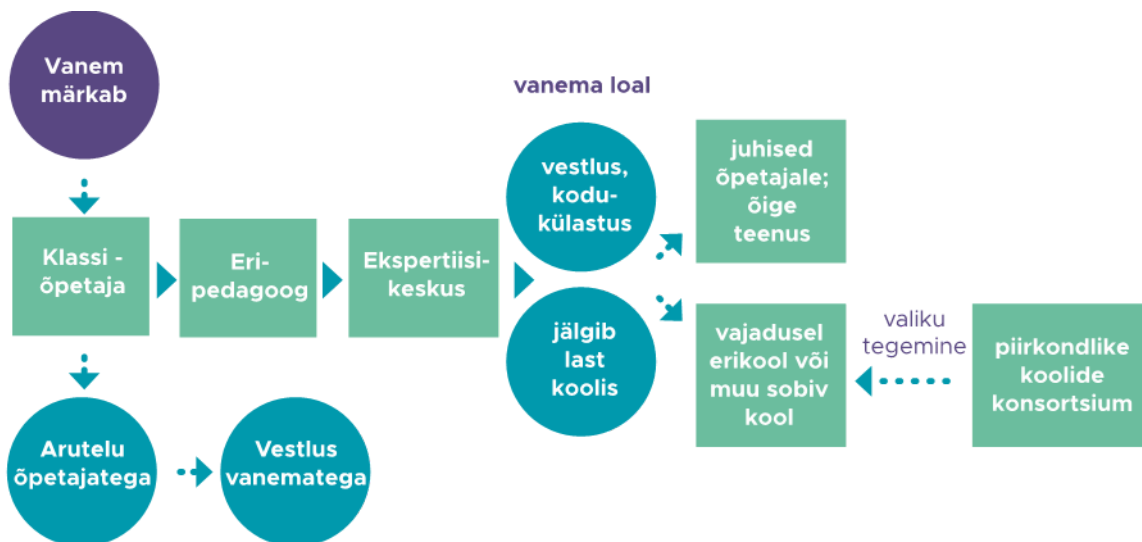 Vanem
märkab
vanema loal
vestlus,
kodu-
külastus
juhised
õpetajale;
õige
teenus
Klassi -
õpetaja
Eri-
pedagoog
Ekspertiisi-
keskus
jälgib
last
koolis
vajadusel
erikool või
muu sobiv
kool
valiku
tegemine
piirkondlike
koolide
konsortsium
Arutelu
õpetajatega
Vestlus
vanematega